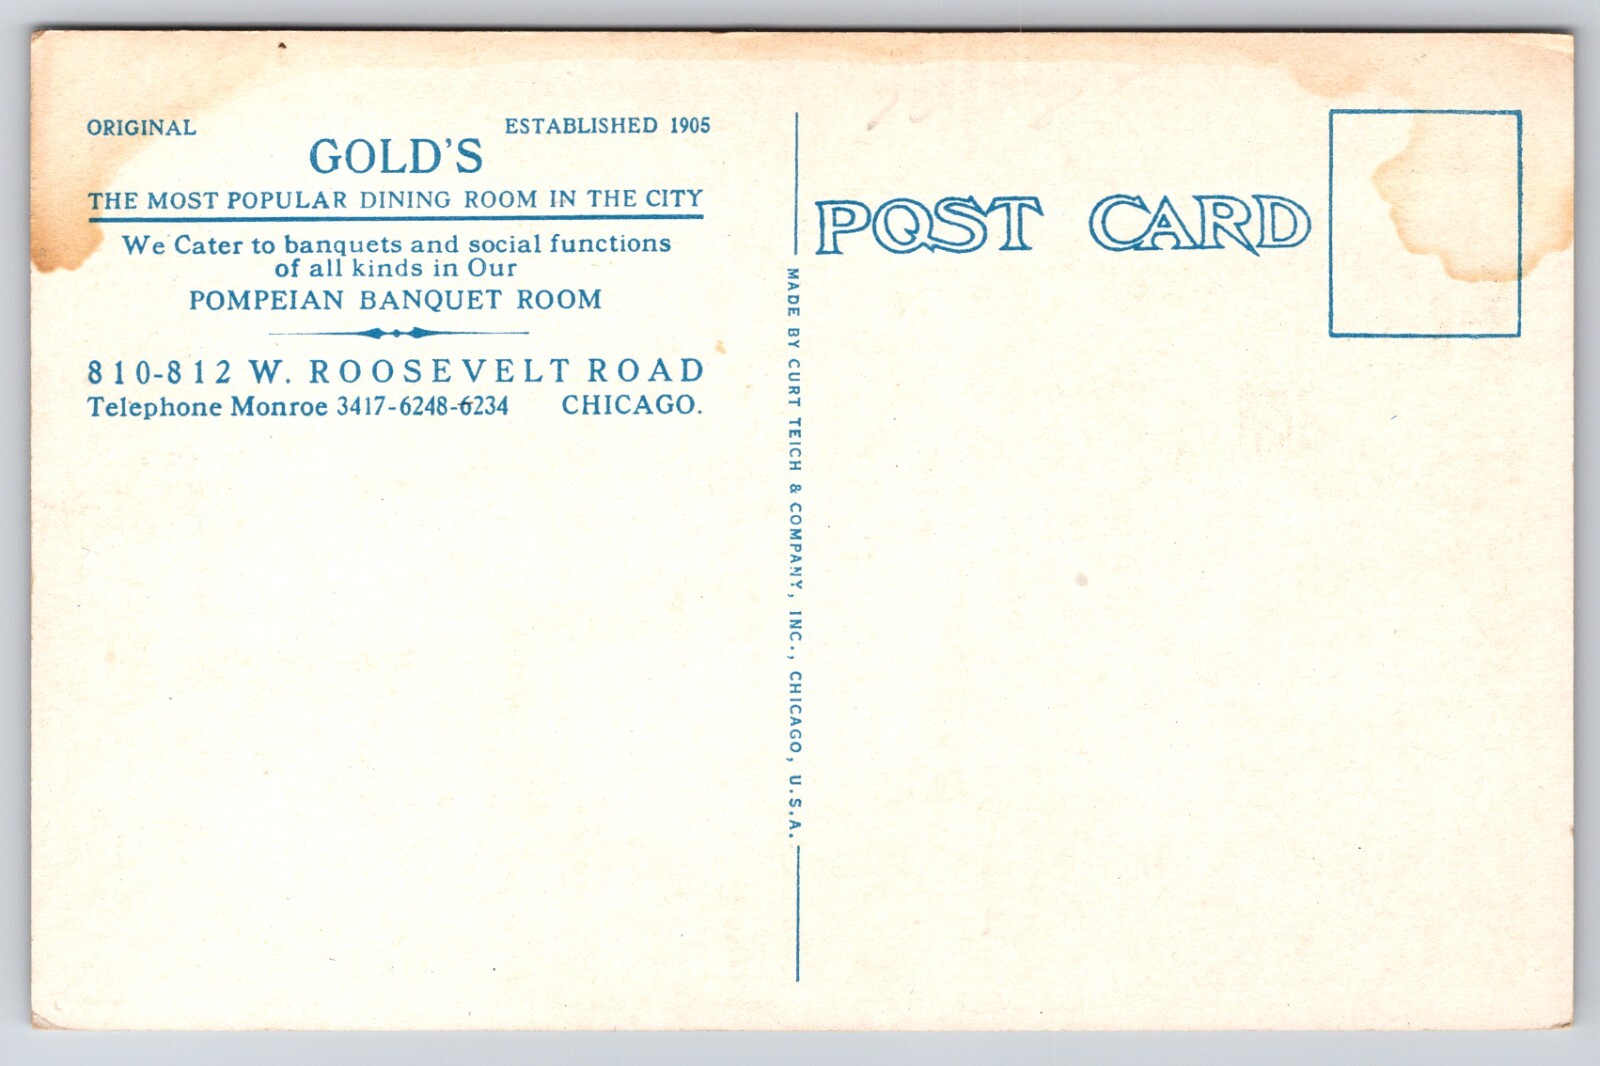 ORIGINAL ESTABLISHED 1905
GOLD'S
THE MOST POPULAR DINING ROOM IN THE CITY
We Cater to banquets and social functions
of all kinds in Our
POMPEIAN BANQUET ROOM
810-812 W. ROOSEVELT ROAD
Telephone Monroe 3417-6248-6234 CHICAGO.
MADE BY CURT TEICH & COMPANY, INC., CHICAGO, U.S.A.
POST CARD